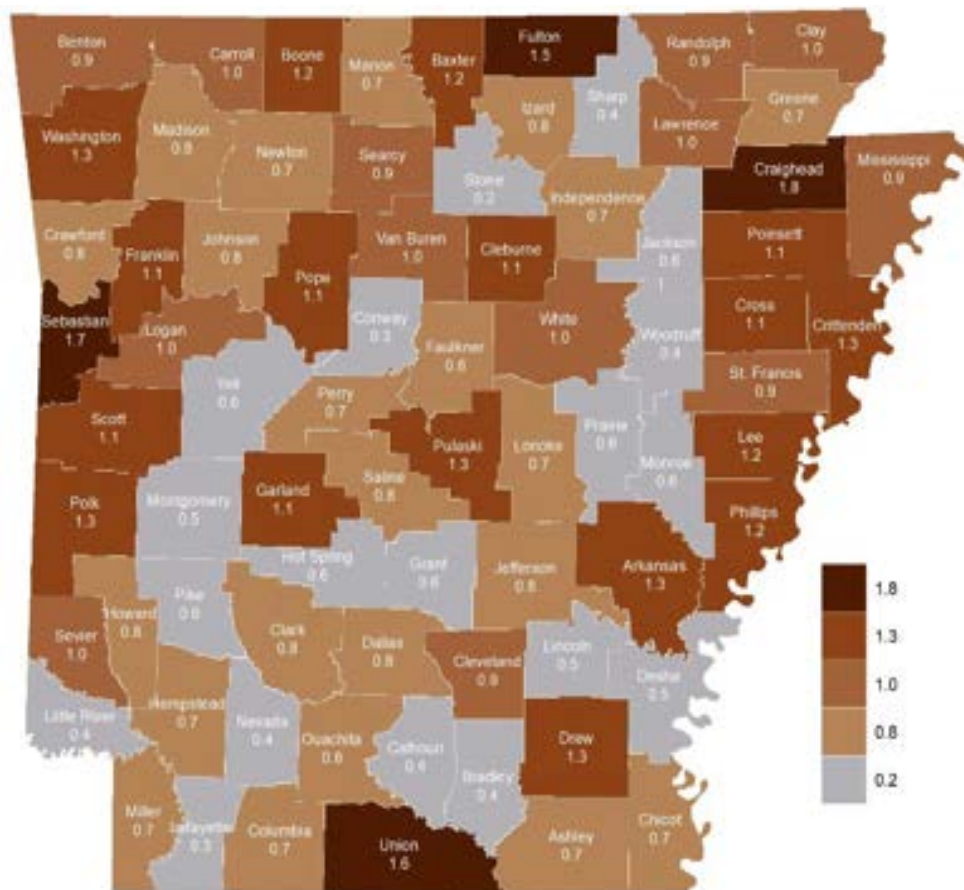 Benton
0.9
Carroll
1.0
Boone
1.2
Marion
0.7
Baxter
1.2
Fulton
1.5
Randolph
0.9
Clay
1.0
Izard
0.8
Sharp
0.4
Greene
0.7
Lawrence
1.0
Washington
1.3
Madison
0.8
Newton
0.7
Searcy
0.9
Stone
0.2
Independence
0.7
Craighead
1.8
Mississippi
0.9
Crawford
0.8
Franklin
1.1
Johnson
0.8
Pope
1.1
Van Buren
1.0
Cleburne
1.1
Jackson
0.6
Poinsett
1.1
Sebastian
1.7
Logan
1.0
Conway
0.3
Faulkner
0.6
White
1.0
Woodruff
0.4
Cross
1.1
Crittenden
1.3
St. Francis
0.9
Scott
1.1
Yell
0.6
Perry
0.7
Pulaski
1.3
Lonoke
0.7
Prairie
0.6
Monroe
0.6
Lee
1.2
Polk
1.3
Montgomery
0.5
Garland
1.1
Saline
0.8
Phillips
1.2
Hot Spring
0.6
Grant
0.6
Jefferson
0.8
Arkansas
1.3
Howard
0.8
Pike
0.6
Clark
0.8
Dallas
0.8
Sevier
1.0
Cleveland
0.9
Lincoln
0.5
Desha
0.5
Little River
0.4
Hempstead
0.7
Nevada
0.4
Ouachita
0.6
Calhoun
0.4
Bradley
0.4
Drew
1.3
Miller
0.7
Lafayette
0.3
Columbia
0.7
Union
1.6
Ashley
0.7
Chicot
0.7
1.8
1.3
1.0
0.8
0.2